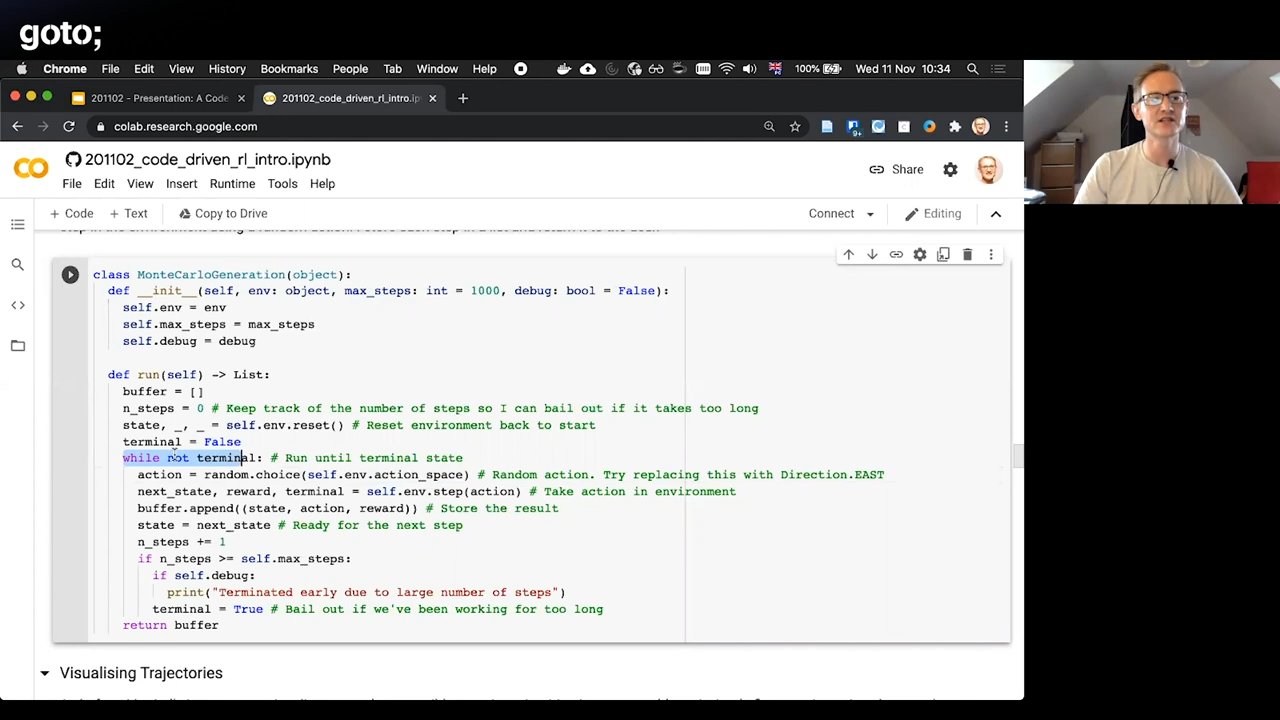 goto;
Chrome File Edit View History Bookmarks People Tab Window Help 100% Wed 11 Nov 10:34
201102 - Presentation: A Code 201102_code_driven_rl_intro.ip
colab.research.google.com
201102_code_driven_rl_intro.ipynb
Share
File Edit View Insert Runtime Tools Help
+ Code + Text Copy to Drive Connect Editing
class MonteCarloGeneration(object):
def __init__(self, env: object, max_steps: int = 1000, debug: bool = False):
self.env = env
self.max_steps = max_steps
self.debug = debug
def run(self) -> List:
buffer = []
n_steps = 0 # Keep track of the number of steps so I can bail out if it takes too long
state, _, _ = self.env.reset() # Reset environment back to start
terminal = False
while not terminal: # Run until terminal state
action = random.choice(self.env.action_space) # Random action. Try replacing this with Direction.EAST
next_state, reward, terminal = self.env.step(action) # Take action in environment
buffer.append((state, action, reward)) # Store the result
state = next_state # Ready for the next step
n_steps += 1
if n_steps >= self.max_steps:
if self.debug:
print("Terminated early due to large number of steps")
terminal = True # Bail out if we've been working for too long
return buffer
Visualising Trajectories